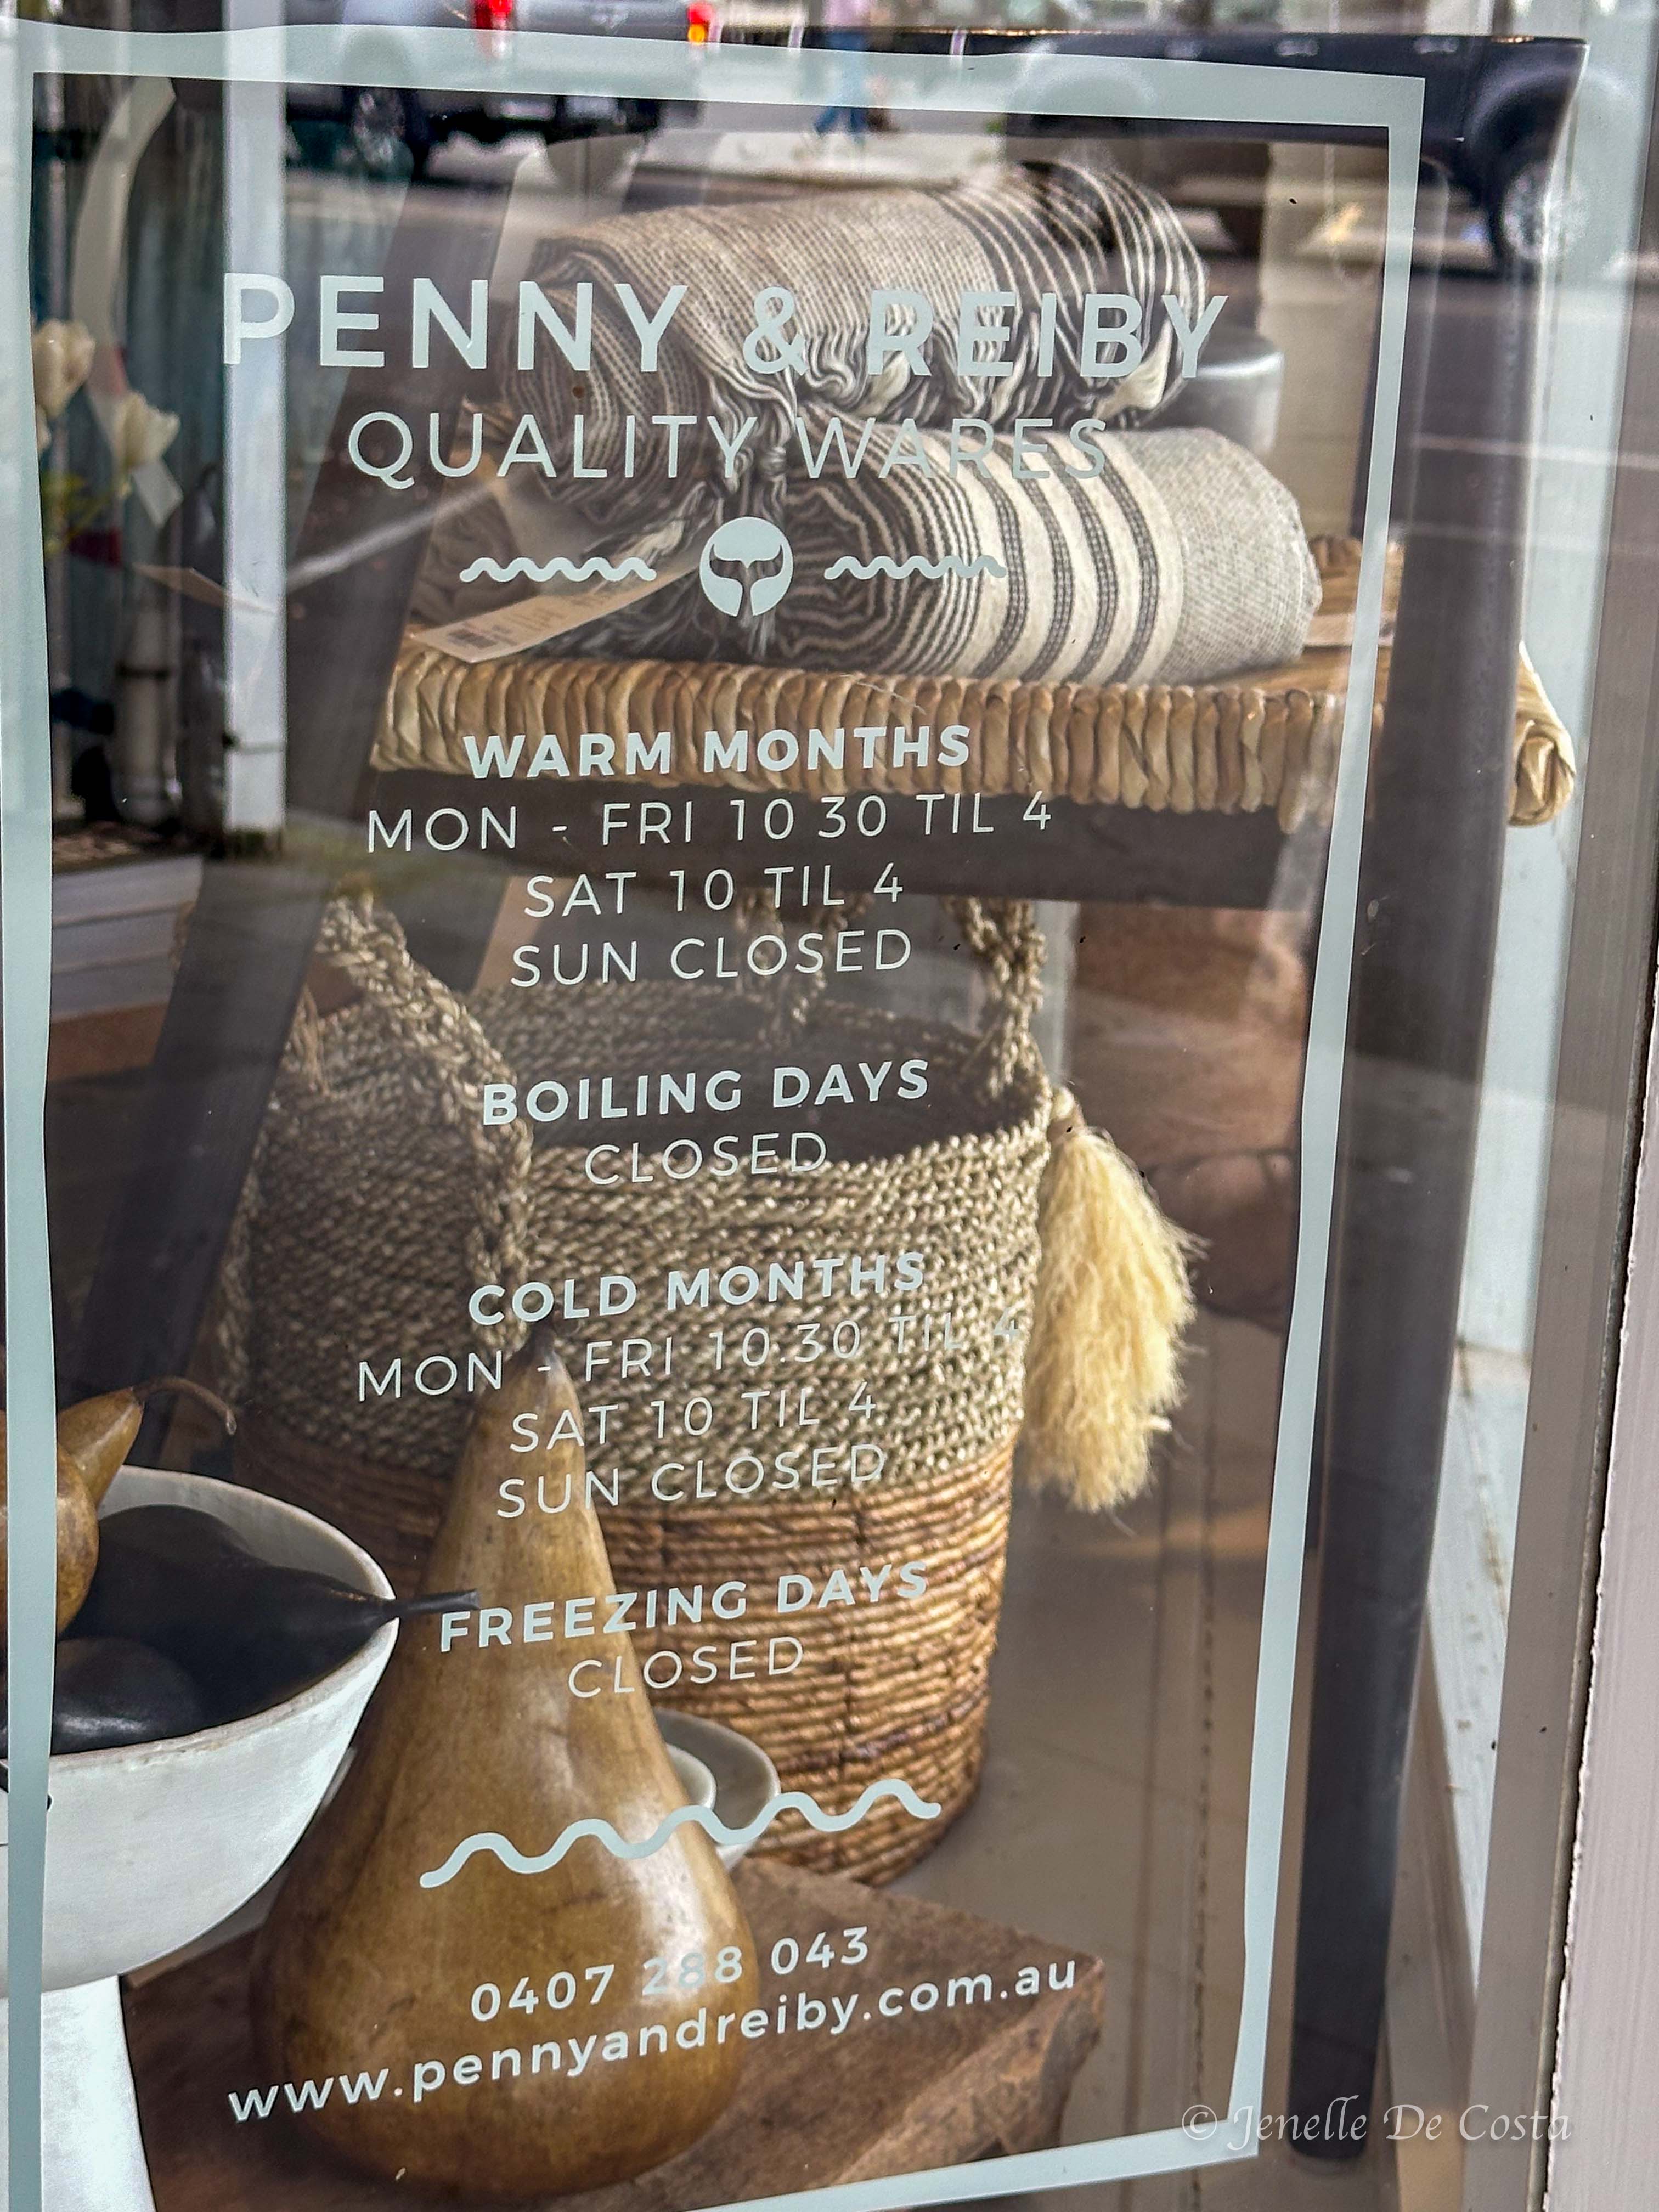 PENNY & REIBY
QUALITY WARES
WARM MONTHS
MON - FRI 10 30 TIL 4
SAT 10 TIL 4
SUN CLOSED
BOILING DAYS
CLOSED
COLD MONTHS
MON - FRI 10.30 TIL 4
SAT 10 TIL 4
SUN CLOSED
FREEZING DAYS
CLOSED
0407 288 043
www.pennyandreiby.com.au
© Jenelle De Costa